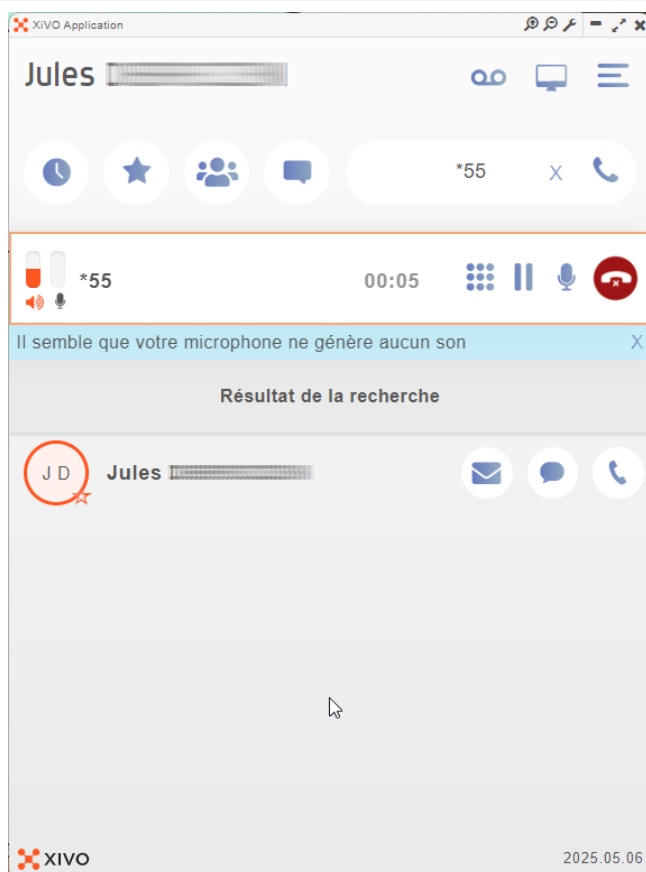 XiVO Application
Jules
*55 X
*55 00:05
Il semble que votre microphone ne génère aucun son X
Résultat de la recherche
J D Jules
XIVO 2025.05.06